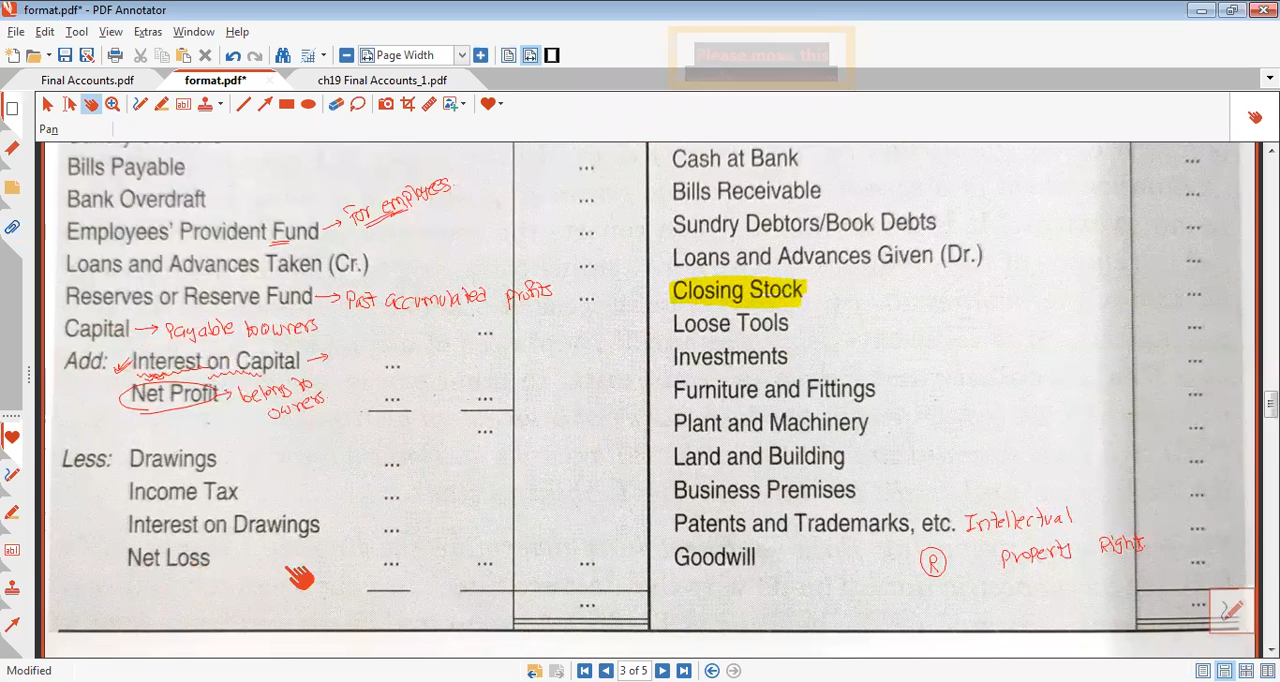 format.pdf* - PDF Annotator
File Edit Tool View Extras Window Help
Page Width
Please move this
Final Accounts.pdf format.pdf* ch19 Final Accounts_1.pdf
Pan
Bills Payable ...
Bank Overdraft ...
Employees' Provident Fund → For employees ...
Loans and Advances Taken (Cr.) ...
Reserves or Reserve Fund → Past accumulated profits ...
Capital → Payable to owners ...
Add: Interest on Capital → ...
Net Profit → belongs to owners ... ...
...
Less: Drawings ...
Income Tax ...
Interest on Drawings ...
Net Loss ... ... ...
...
Cash at Bank ...
Bills Receivable ...
Sundry Debtors/Book Debts ...
Loans and Advances Given (Dr.) ...
Closing Stock ...
Loose Tools ...
Investments ...
Furniture and Fittings ...
Plant and Machinery ...
Land and Building ...
Business Premises ...
Patents and Trademarks, etc. Intellectual ...
Goodwill R Property Right ...
...
Modified
3 of 5